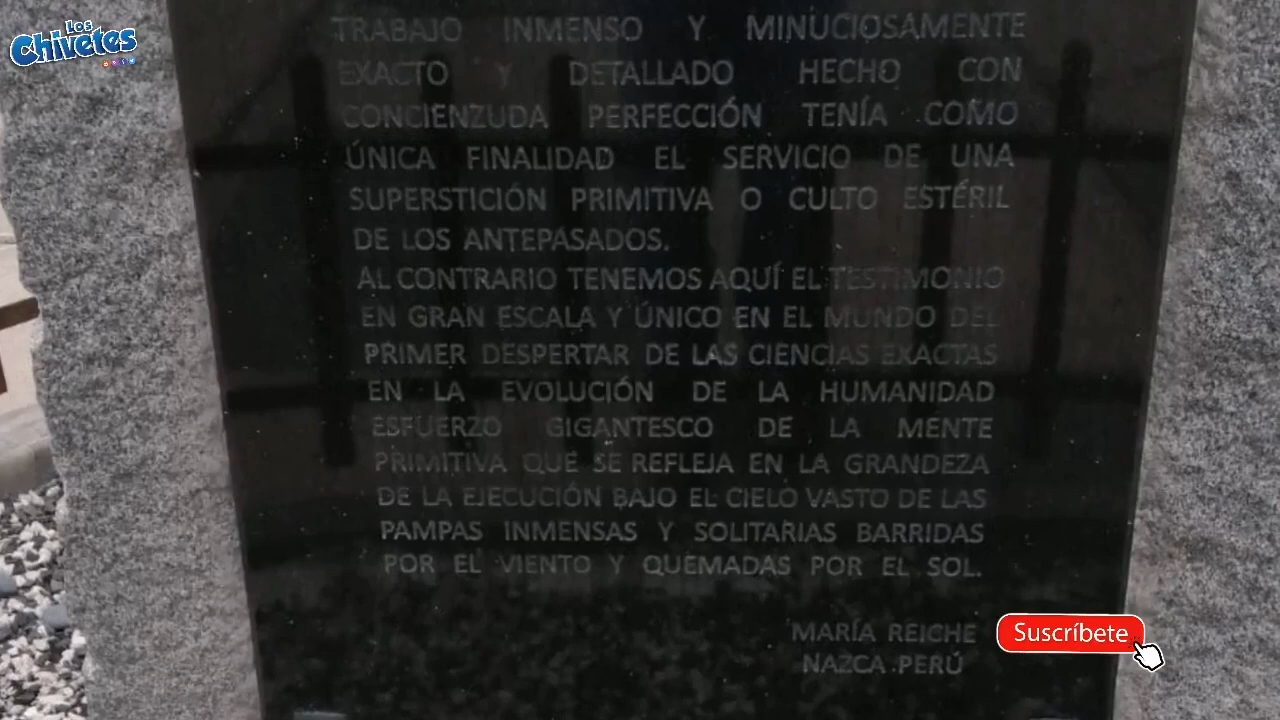 Los
Chivetes
TRABAJO INMENSO Y MINUCIOSAMENTE
EXACTO Y DETALLADO HECHO CON
CONCIENZUDA PERFECCIÓN TENÍA COMO
ÚNICA FINALIDAD EL SERVICIO DE UNA
SUPERSTICIÓN PRIMITIVA O CULTO ESTÉRIL
DE LOS ANTEPASADOS.
AL CONTRARIO TENEMOS AQUÍ EL TESTIMONIO
EN GRAN ESCALA Y ÚNICO EN EL MUNDO DEL
PRIMER DESPERTAR DE LAS CIENCIAS EXACTAS
EN LA EVOLUCIÓN DE LA HUMANIDAD
ESFUERZO GIGANTESCO DE LA MENTE
PRIMITIVA QUE SE REFLEJA EN LA GRANDEZA
DE LA EJECUCIÓN BAJO EL CIELO VASTO DE LAS
PAMPAS INMENSAS Y SOLITARIAS BARRIDAS
POR EL VIENTO Y QUEMADAS POR EL SOL.
MARÍA REICHE
NAZCA PERÚ
Suscríbete